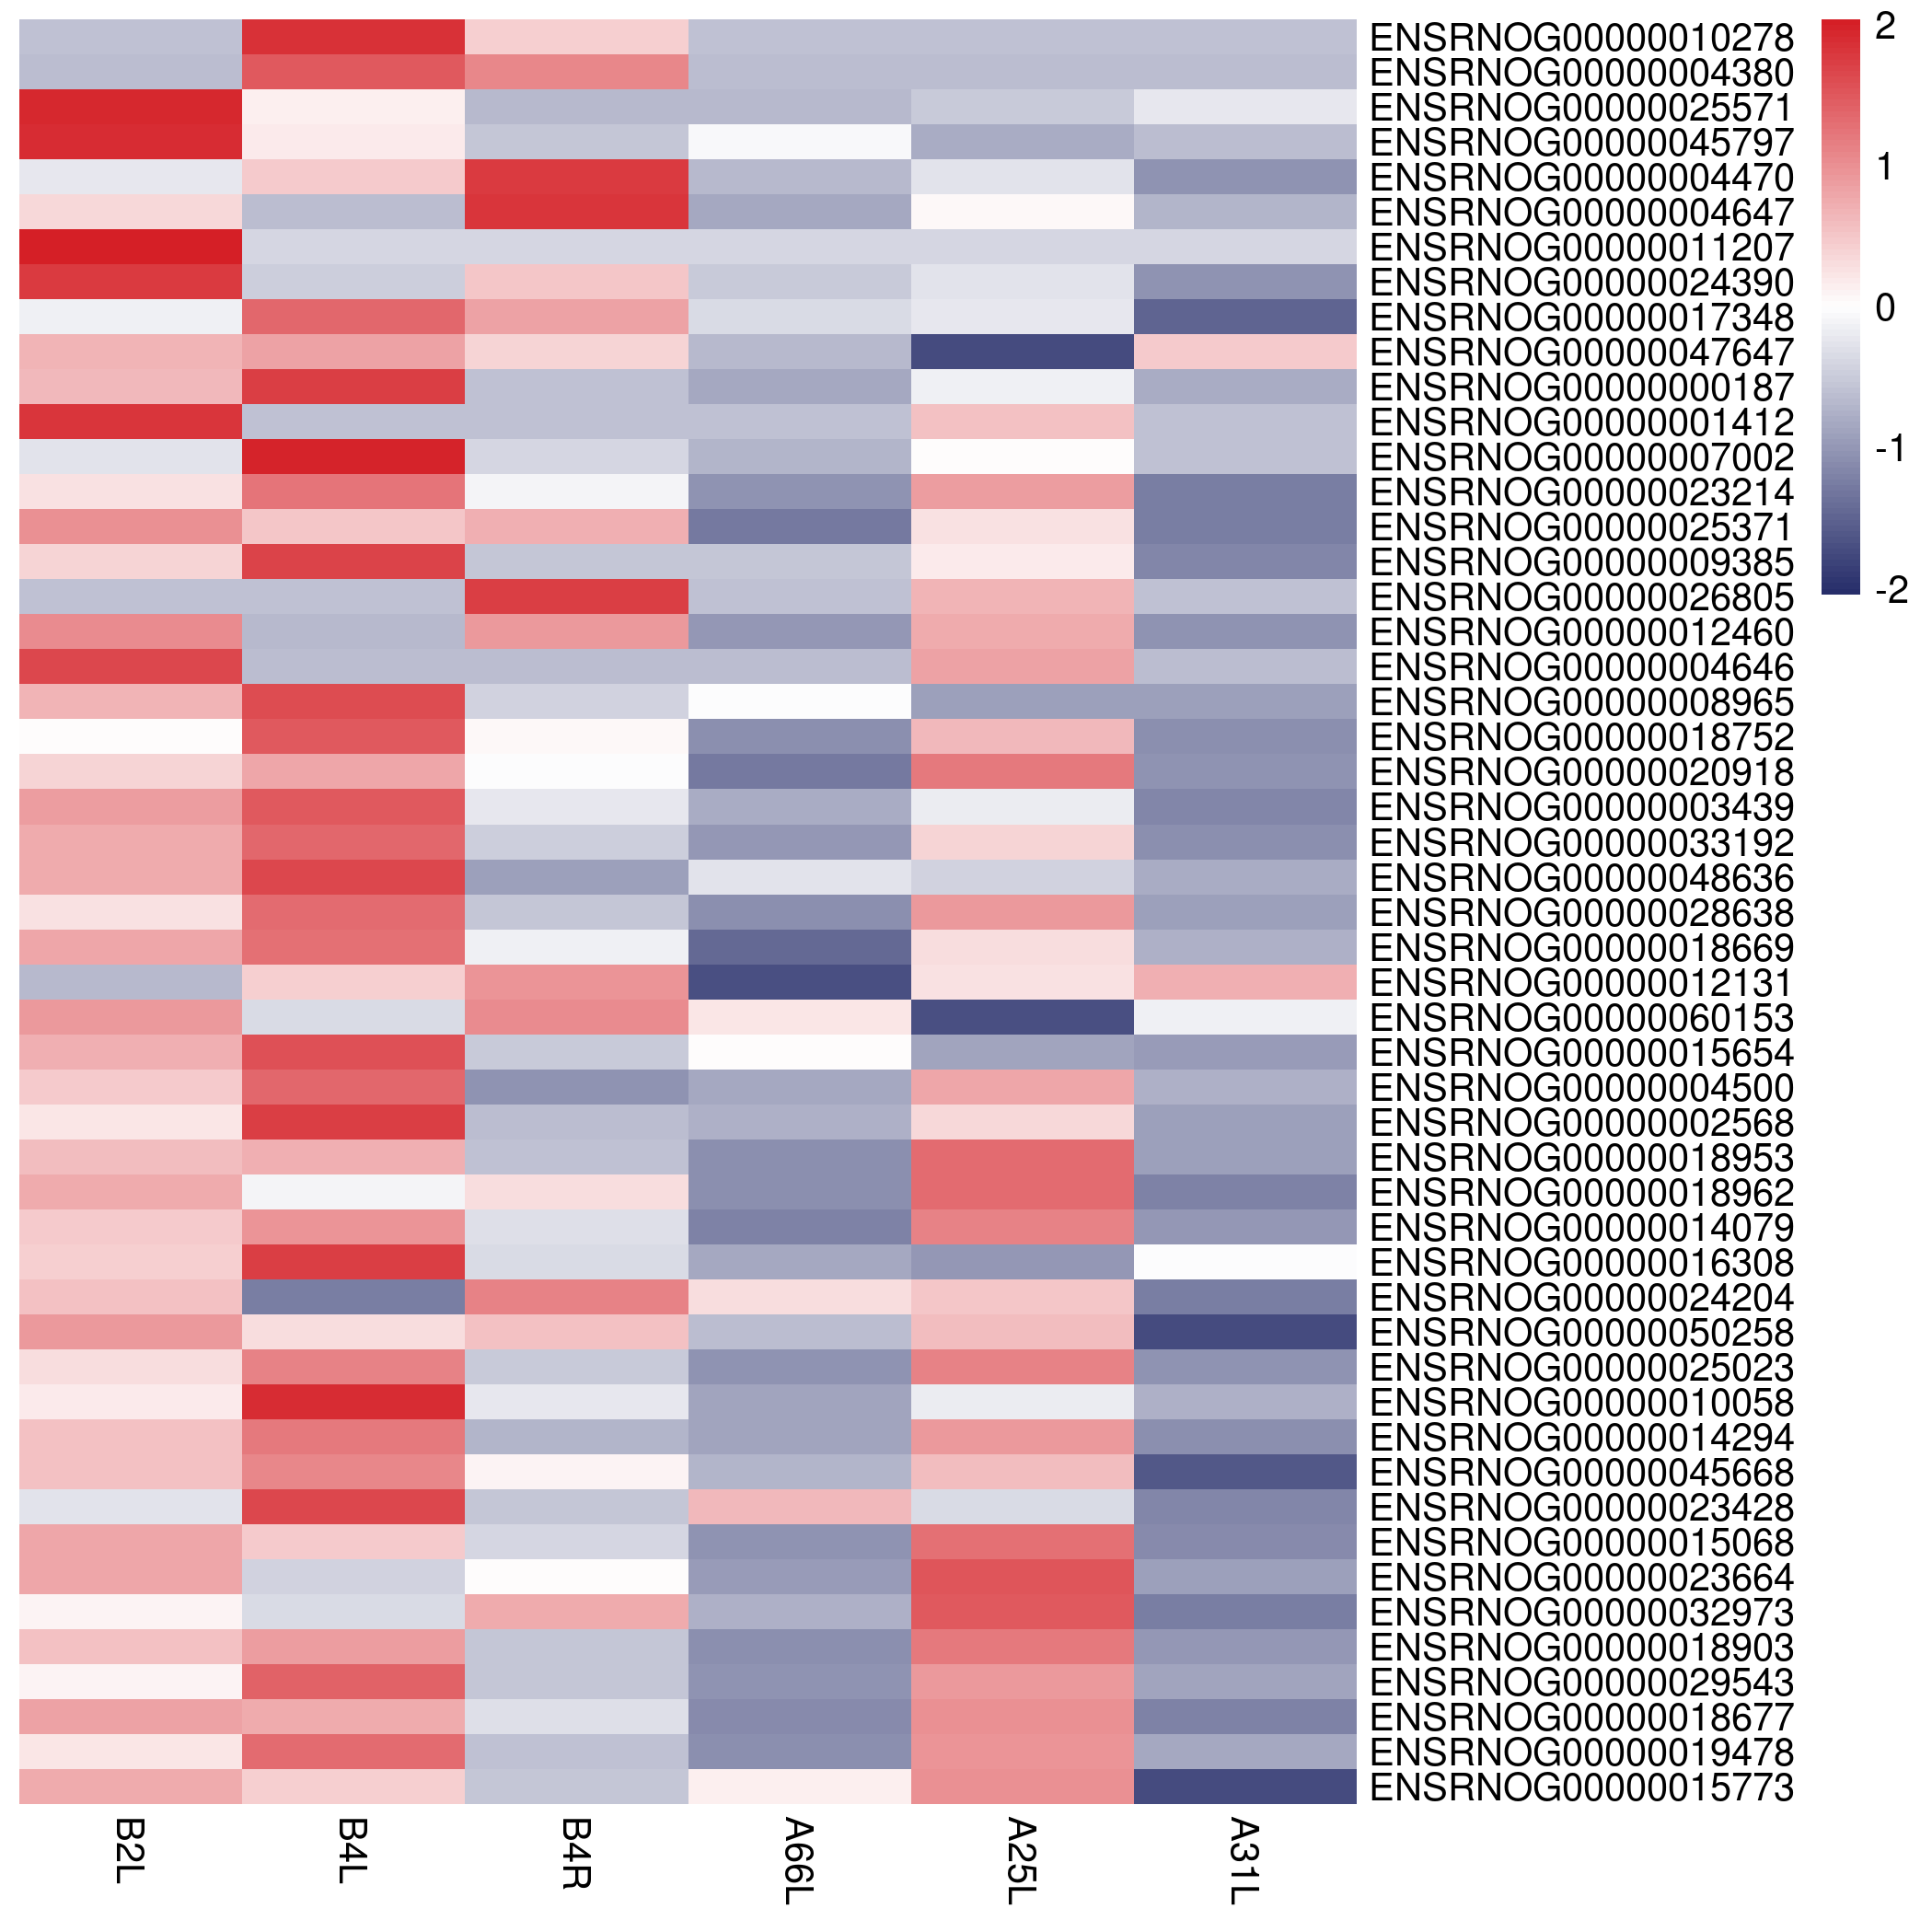 ENSRNOG00000010278
ENSRNOG00000004380
ENSRNOG00000025571
ENSRNOG00000045797
ENSRNOG00000004470
ENSRNOG00000004647
ENSRNOG00000011207
ENSRNOG00000024390
ENSRNOG00000017348
ENSRNOG00000047647
ENSRNOG00000000187
ENSRNOG00000001412
ENSRNOG00000007002
ENSRNOG00000023214
ENSRNOG00000025371
ENSRNOG00000009385
ENSRNOG00000026805
ENSRNOG00000012460
ENSRNOG00000004646
ENSRNOG00000008965
ENSRNOG00000018752
ENSRNOG00000020918
ENSRNOG00000003439
ENSRNOG00000033192
ENSRNOG00000048636
ENSRNOG00000028638
ENSRNOG00000018669
ENSRNOG00000012131
ENSRNOG00000060153
ENSRNOG00000015654
ENSRNOG00000004500
ENSRNOG00000002568
ENSRNOG00000018953
ENSRNOG00000018962
ENSRNOG00000014079
ENSRNOG00000016308
ENSRNOG00000024204
ENSRNOG00000050258
ENSRNOG00000025023
ENSRNOG00000010058
ENSRNOG00000014294
ENSRNOG00000045668
ENSRNOG00000023428
ENSRNOG00000015068
ENSRNOG00000023664
ENSRNOG00000032973
ENSRNOG00000018903
ENSRNOG00000029543
ENSRNOG00000018677
ENSRNOG00000019478
ENSRNOG00000015773
2
1
0
-1
-2
B2L
B4L
B4R
A66L
A25L
A31L